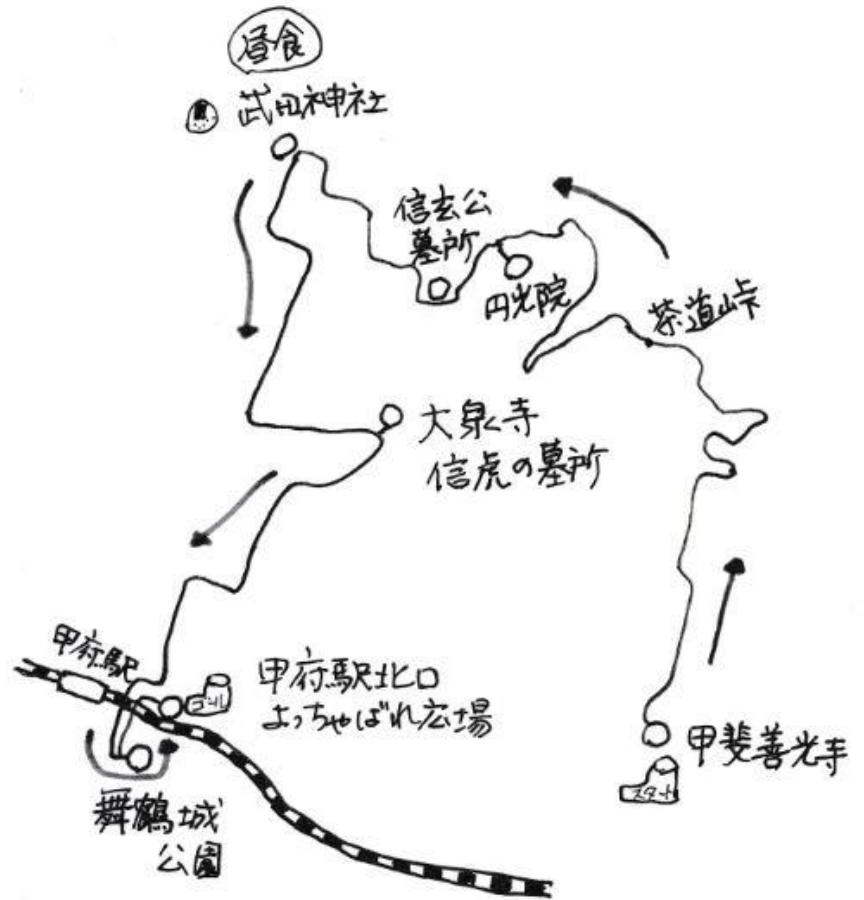 昼食
武田神社
信玄公
墓所
円光院
茶道峠
大泉寺
信虎の墓所
甲府駅
ゴール
甲府駅北口
よっちゃばれ広場
甲斐善光寺
スタート
舞鶴城
公園